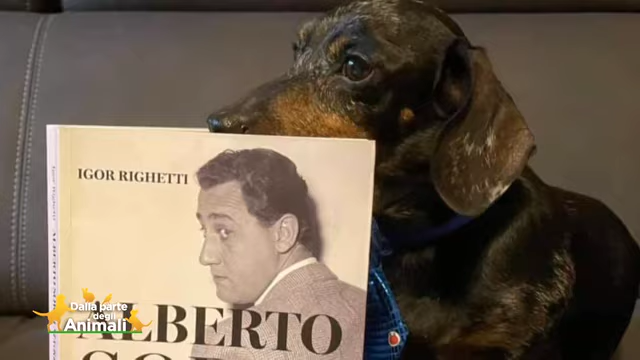 IGOR RIGHETTI
ALBERTO
Dalla parte
degli
Animali